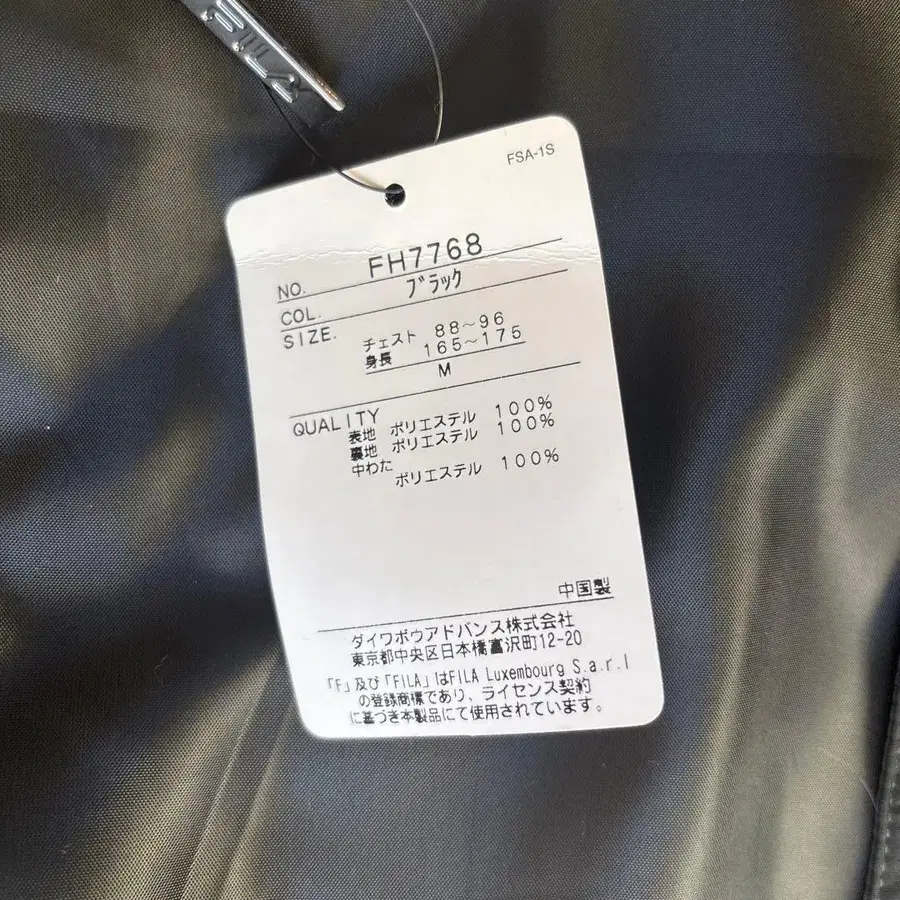 FILA
FSA-1S
NO. FH7768
COL. ブラック
SIZE. チェスト 88~96
身長 165~175
M
QUALITY
表地 ポリエステル 100%
裏地 ポリエステル 100%
中わた
ポリエステル 100%
中国製
ダイワボウアドバンス株式会社
東京都中央区日本橋富沢町12-20
「F」及び「FILA」はFILA Luxembourg S.a.r.l
の登録商標であり、ライセンス契約
に基づき本製品にて使用されています。